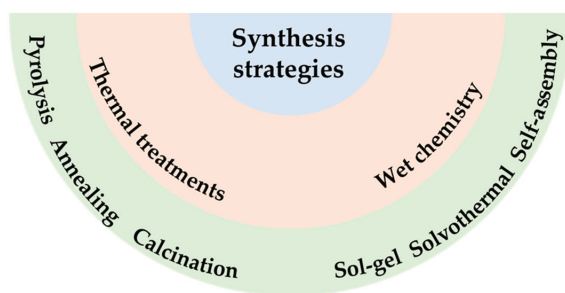 Synthesis
strategies
Thermal treatments
Wet chemistry
Pyrolysis Annealing Calcination
Sol-gel Solvothermal Self-assembly